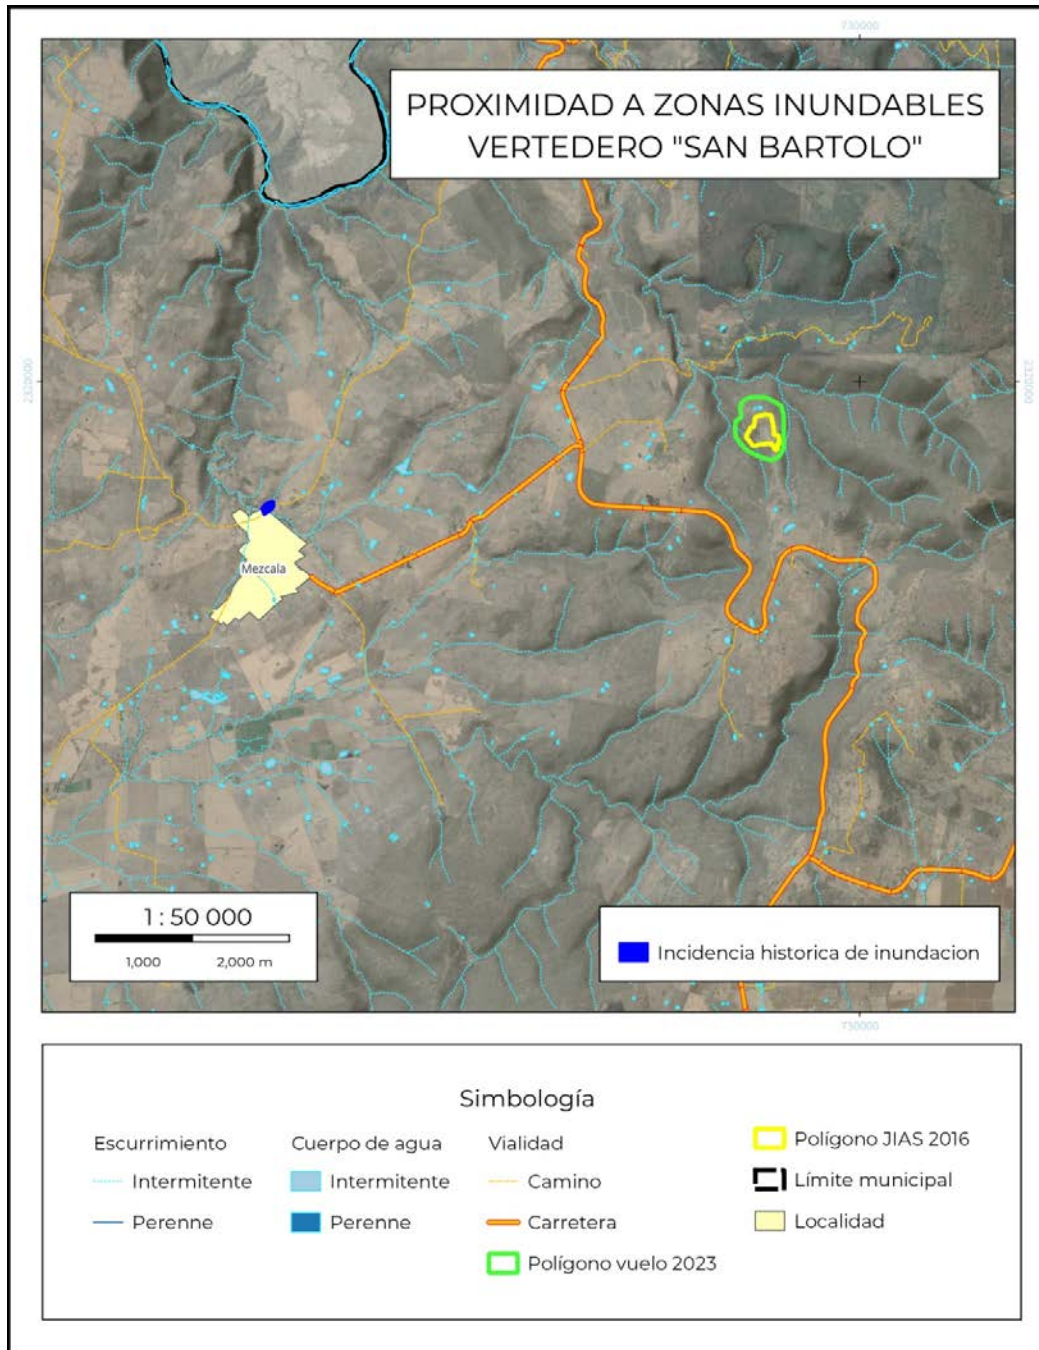 730000
PROXIMIDAD A ZONAS INUNDABLES
VERTEDERO "SAN BARTOLO"
2320000
2320000
Mezcala
1 : 50 000
1,000 2,000 m
Incidencia historica de inundacion
730000
Simbología
Escurrimiento
Intermitente
Perenne
Cuerpo de agua
Intermitente
Perenne
Vialidad
Camino
Carretera
Polígono vuelo 2023
Polígono JIAS 2016
Límite municipal
Localidad